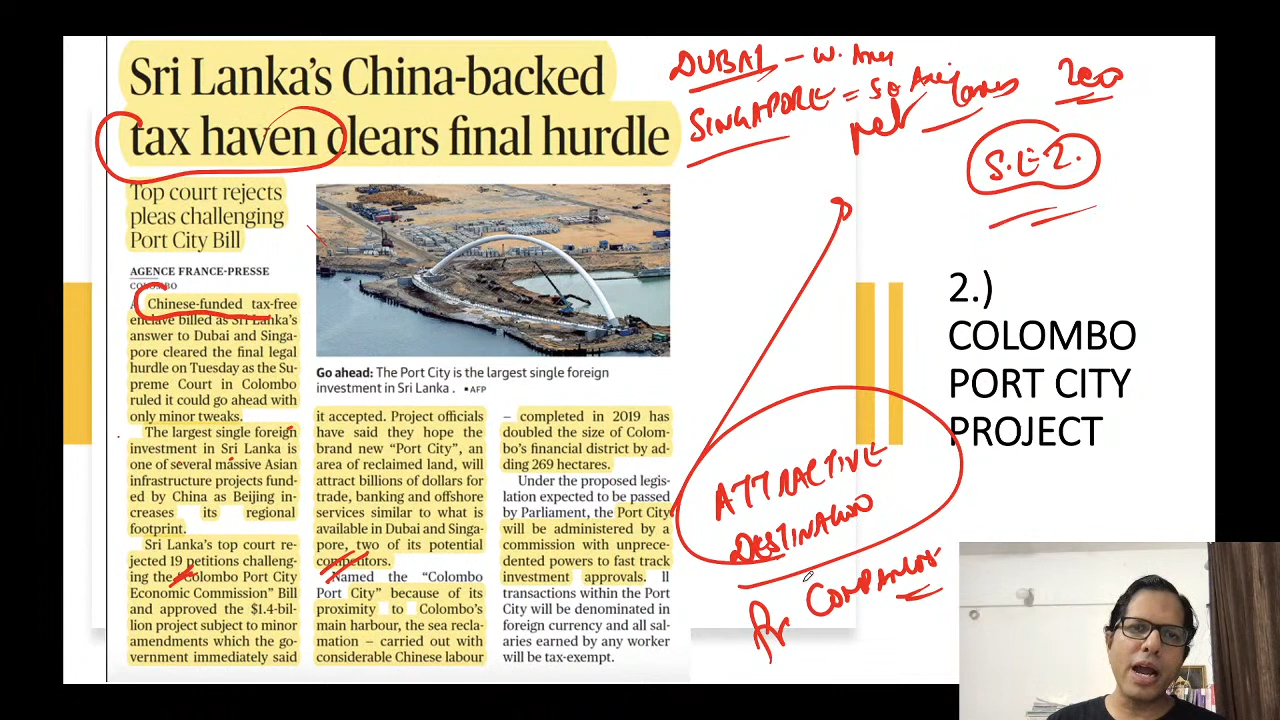 Sri Lanka's China-backed
tax haven clears final hurdle
Top court rejects
pleas challenging
Port City Bill
AGENCE FRANCE-PRESSE
COLOMBO
A Chinese-funded tax-free
enclave billed as Sri Lanka's
answer to Dubai and Singa-
pore cleared the final legal
hurdle on Tuesday as the Su-
preme Court in Colombo
ruled it could go ahead with
only minor tweaks.
The largest single foreign
investment in Sri Lanka is
one of several massive Asian
infrastructure projects fund-
ed by China as Beijing in-
creases its regional
footprint.
Sri Lanka's top court re-
jected 19 petitions challeng-
ing the "Colombo Port City
Economic Commission" Bill
and approved the $1.4-bil-
lion project subject to minor
amendments which the go-
vernment immediately said
Go ahead: The Port City is the largest single foreign
investment in Sri Lanka . ▪AFP
it accepted. Project officials
have said they hope the
brand new "Port City", an
area of reclaimed land, will
attract billions of dollars for
trade, banking and offshore
services similar to what is
available in Dubai and Singa-
pore, two of its potential
competitors.
Named the "Colombo
Port City" because of its
proximity to Colombo's
main harbour, the sea recla-
mation – carried out with
considerable Chinese labour
– completed in 2019 has
doubled the size of Colom-
bo's financial district by ad-
ding 269 hectares.
Under the proposed legis-
lation expected to be passed
by Parliament, the Port City
will be administered by a
commission with unprece-
dented powers to fast track
investment approvals. ll
transactions within the Port
City will be denominated in
foreign currency and all sal-
aries earned by any worker
will be tax-exempt.
DUBAI – W.
SINGAPORE = SE
S.E.Z.
2.)
COLOMBO
PORT CITY
PROJECT
ATTRACTIVE
DESTINATION